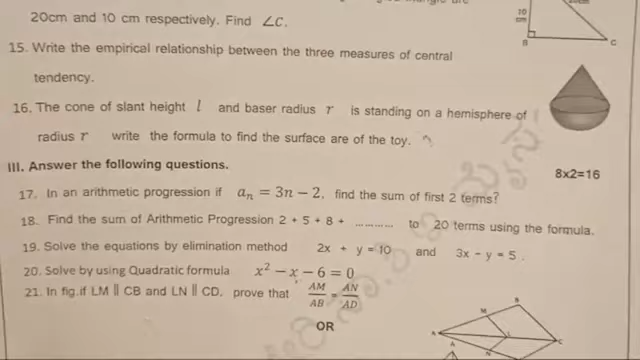 20cm and 10 cm respectively. Find ∠C.
10 cm
B
C
15. Write the empirical relationship between the three measures of central
tendency.
16. The cone of slant height l and baser radius r is standing on a hemisphere of
radius r write the formula to find the surface are of the toy.
III. Answer the following questions. 8x2=16
17. In an arithmetic progression if aₙ = 3n − 2, find the sum of first 2 terms?
18. Find the sum of Arithmetic Progression 2 + 5 + 8 + ............ to 20 terms using the formula.
19. Solve the equations by elimination method 2x + y = 10 and 3x − y = 5 .
20. Solve by using Quadratic formula x² − x − 6 = 0
21. In fig.if LM ∥ CB and LN ∥ CD, prove that AM/AB = AN/AD
OR
B
M
A
L
C
N
A